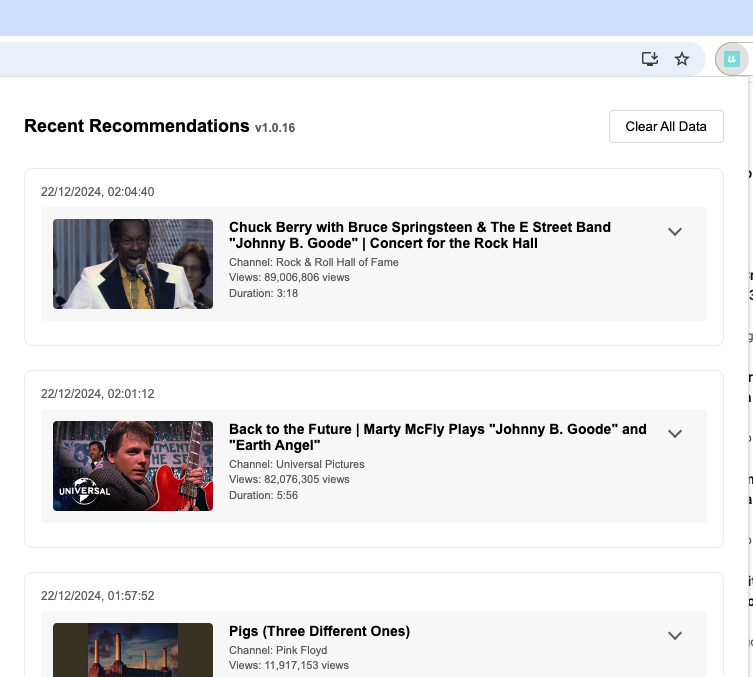 Recent Recommendations v1.0.16
Clear All Data
22/12/2024, 02:04:40
Chuck Berry with Bruce Springsteen & The E Street Band
"Johnny B. Goode" | Concert for the Rock Hall
Channel: Rock & Roll Hall of Fame
Views: 89,006,806 views
Duration: 3:18
22/12/2024, 02:01:12
UNIVERSAL
Back to the Future | Marty McFly Plays "Johnny B. Goode" and
"Earth Angel"
Channel: Universal Pictures
Views: 82,076,305 views
Duration: 5:56
22/12/2024, 01:57:52
Pigs (Three Different Ones)
Channel: Pink Floyd
Views: 11,917,153 views